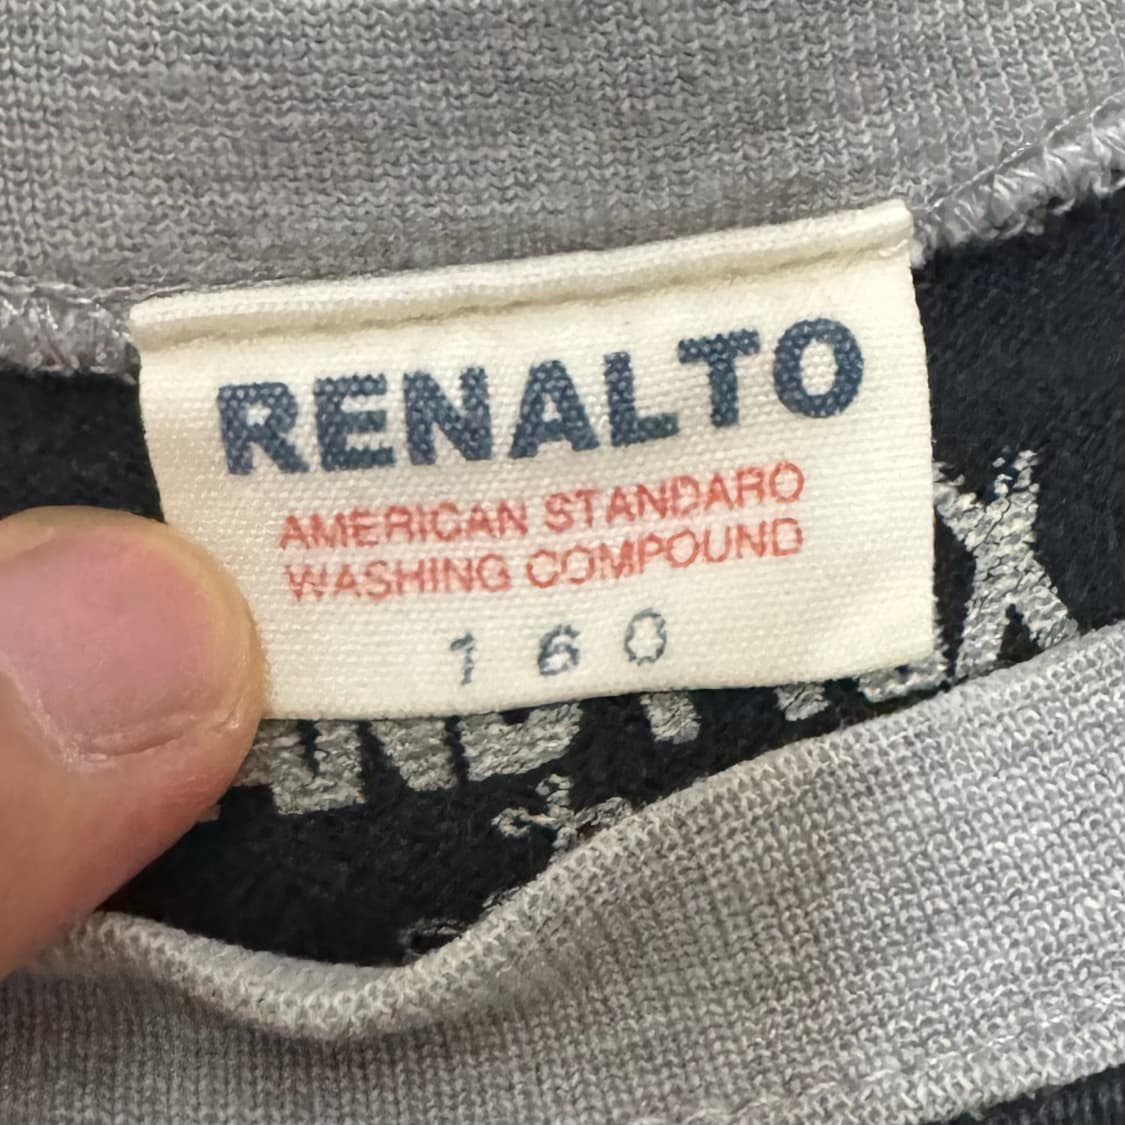 RENALTO
AMERICAN STANDARO
WASHING COMPOUND
160